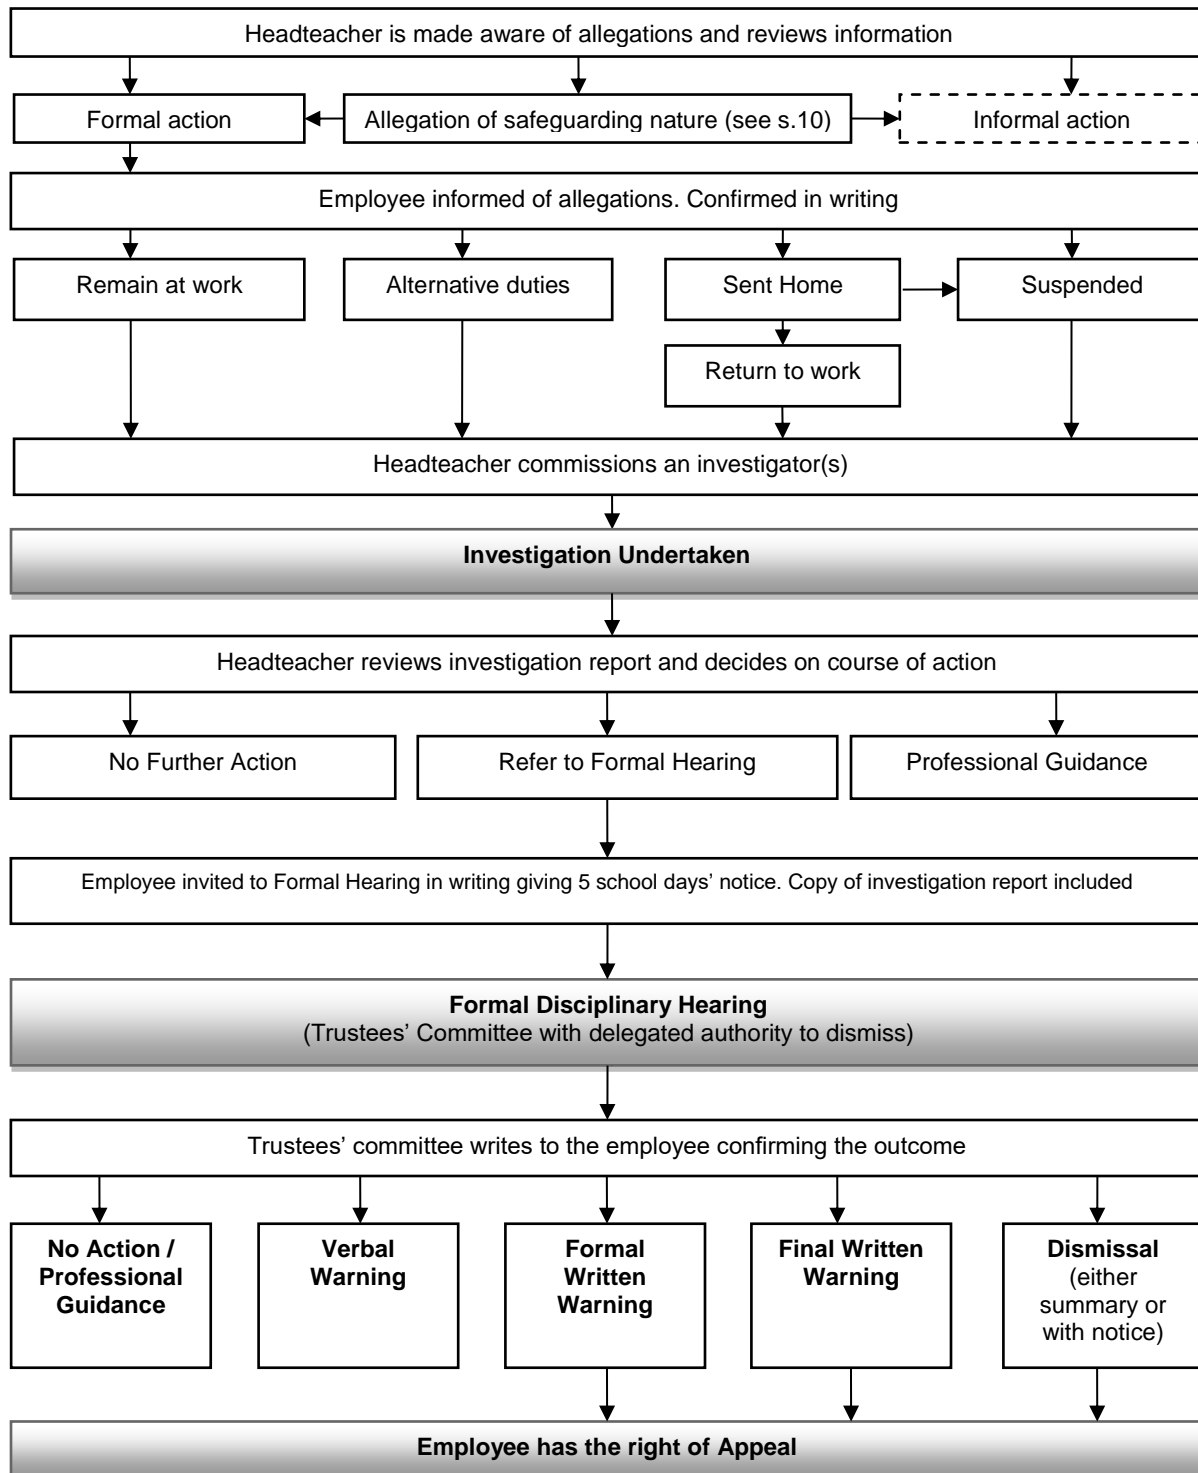 Headteacher is made aware of allegations and reviews information
Formal action
Allegation of safeguarding nature (see s.10)
Informal action
Employee informed of allegations. Confirmed in writing
Remain at work
Alternative duties
Sent Home
Suspended
Return to work
Headteacher commissions an investigator(s)
Investigation Undertaken
Headteacher reviews investigation report and decides on course of action
No Further Action
Refer to Formal Hearing
Professional Guidance
Employee invited to Formal Hearing in writing giving 5 school days’ notice. Copy of investigation report included
Formal Disciplinary Hearing
(Trustees’ Committee with delegated authority to dismiss)
Trustees’ committee writes to the employee confirming the outcome
No Action /
Professional
Guidance
Verbal
Warning
Formal
Written
Warning
Final Written
Warning
Dismissal
(either
summary or
with notice)
Employee has the right of Appeal